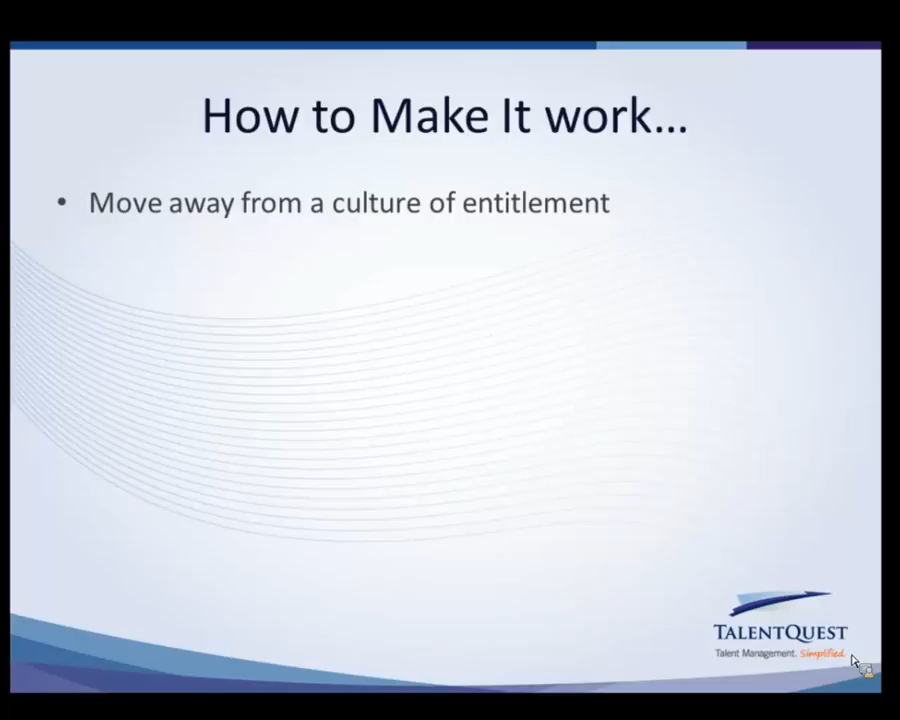 How to Make It work...
• Move away from a culture of entitlement
TALENTQUEST
Talent Management. Simplified.